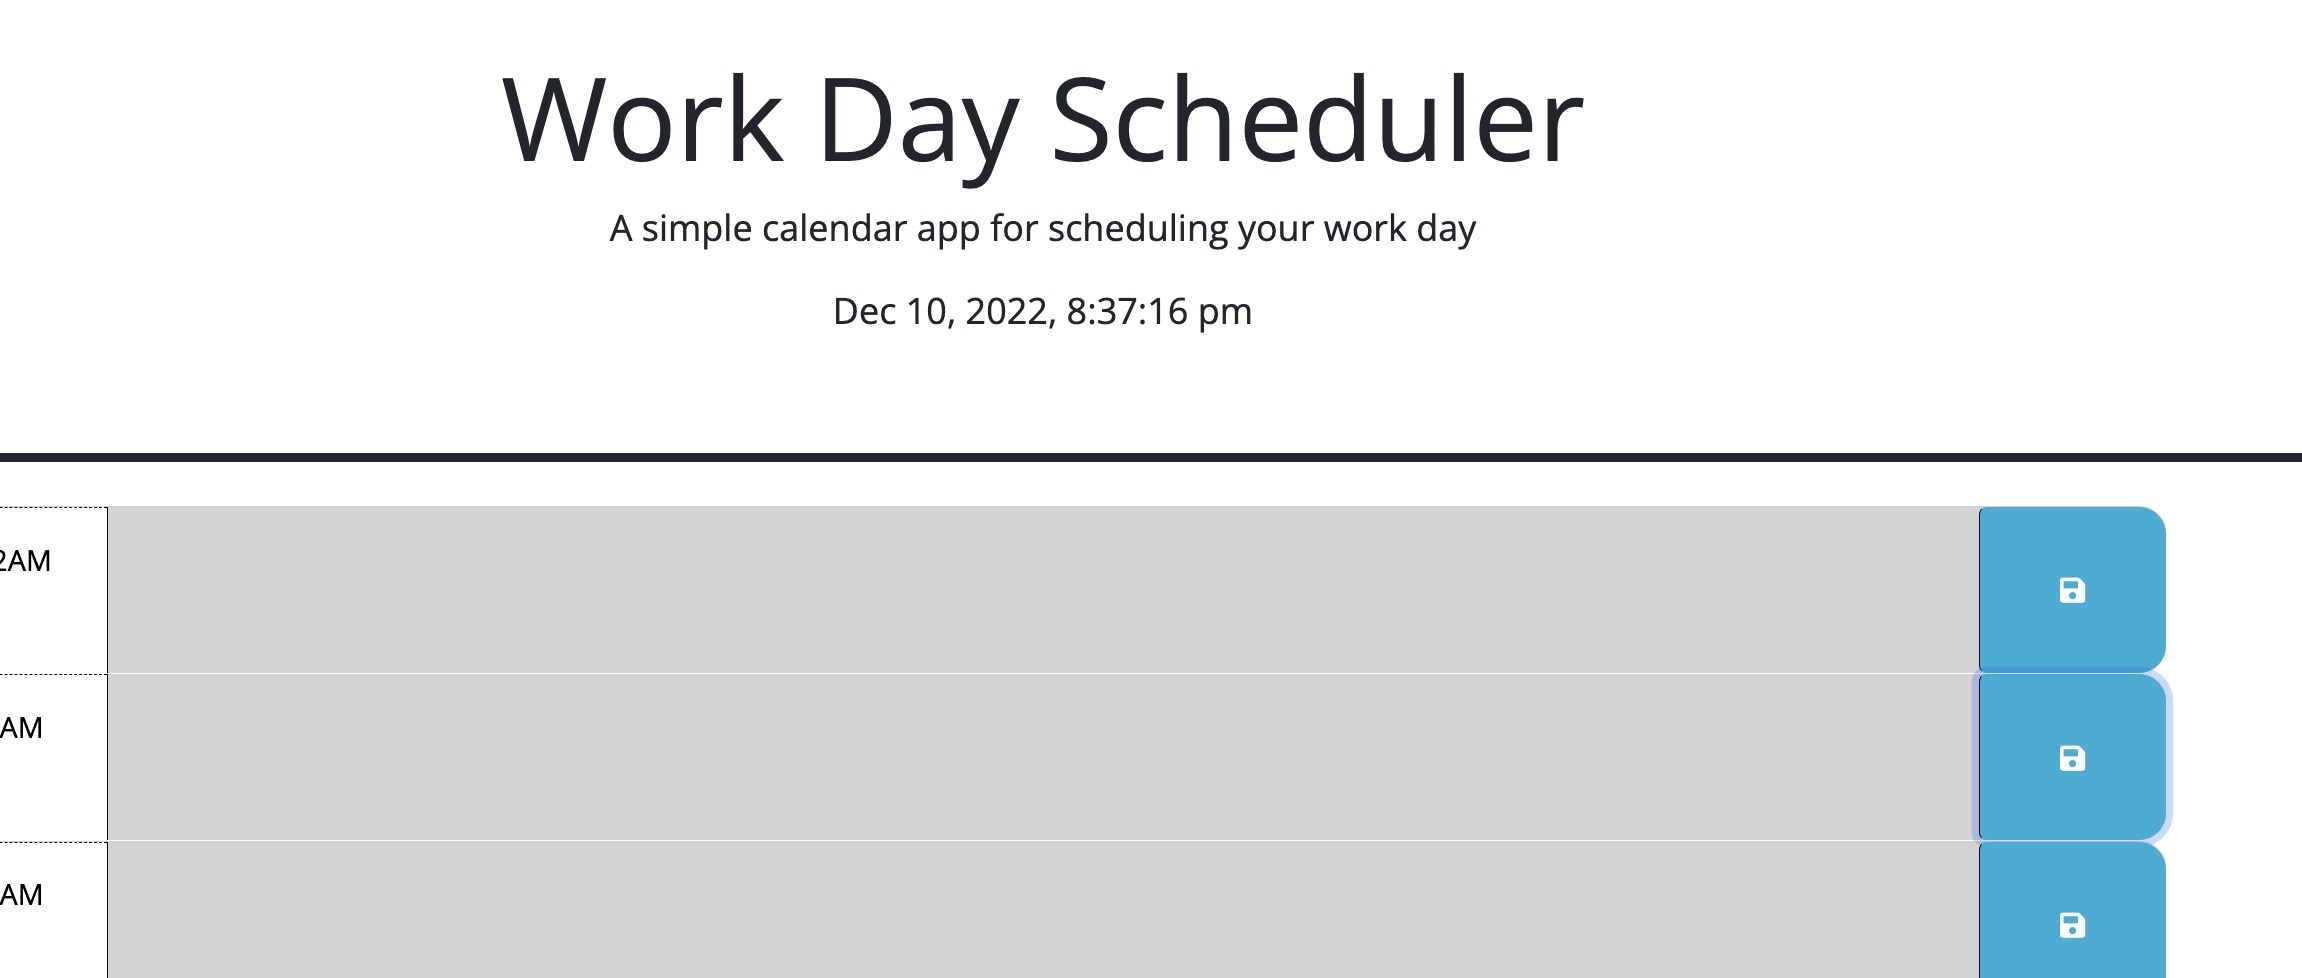 Work Day Scheduler
A simple calendar app for scheduling your work day
Dec 10, 2022, 8:37:16 pm
2AM
AM
AM